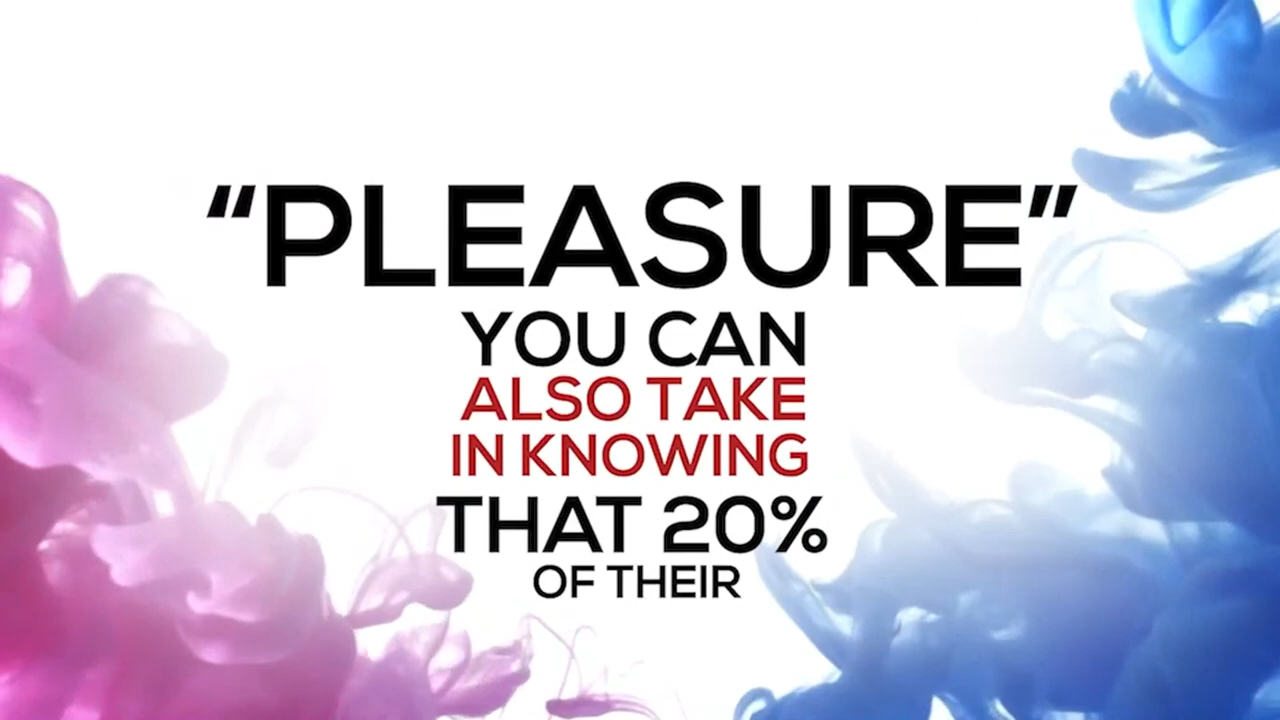 “PLEASURE”
YOU CAN
ALSO TAKE
IN KNOWING
THAT 20%
OF THEIR